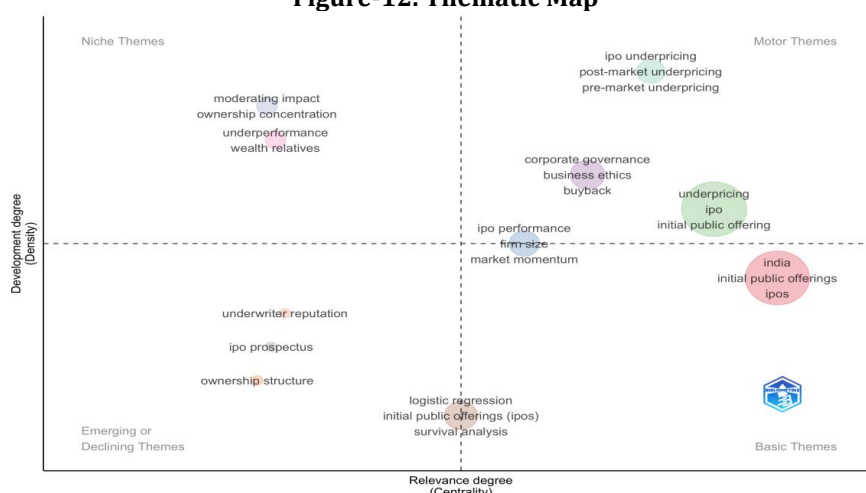 Figure-12: Thematic Map
Niche Themes
Motor Themes
ipo underpricing
post-market underpricing
pre-market underpricing
moderating impact
ownership concentration
underperformance
wealth relatives
corporate governance
business ethics
buyback
underpricing
ipo
initial public offering
ipo performance
firm size
market momentum
india
initial public offerings
ipos
Development degree
(Density)
underwriter reputation
ipo prospectus
ownership structure
logistic regression
initial public offerings (ipos)
survival analysis
Emerging or
Declining Themes
Basic Themes
Relevance degree
(Centrality)